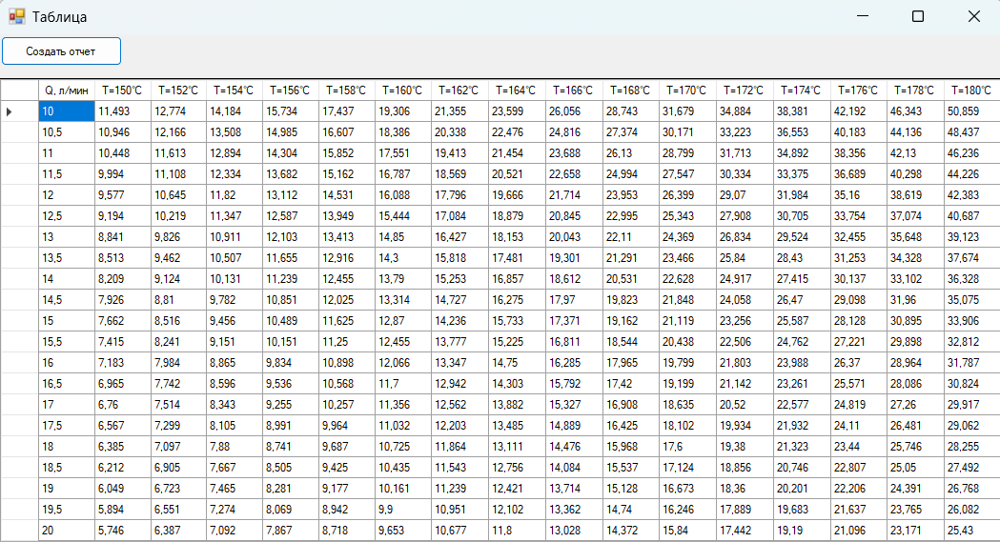 Таблица
Создать отчет
Q, л/мин T=150°C T=152°C T=154°C T=156°C T=158°C T=160°C T=162°C T=164°C T=166°C T=168°C T=170°C T=172°C T=174°C T=176°C T=178°C T=180°C
10 11,493 12,774 14,184 15,734 17,437 19,306 21,355 23,599 26,056 28,743 31,679 34,884 38,381 42,192 46,343 50,859
10,5 10,946 12,166 13,508 14,985 16,607 18,386 20,338 22,476 24,816 27,374 30,171 33,223 36,553 40,183 44,136 48,437
11 10,448 11,613 12,894 14,304 15,852 17,551 19,413 21,454 23,688 26,13 28,799 31,713 34,892 38,356 42,13 46,236
11,5 9,994 11,108 12,334 13,682 15,162 16,787 18,569 20,521 22,658 24,994 27,547 30,334 33,375 36,689 40,298 44,226
12 9,577 10,645 11,82 13,112 14,531 16,088 17,796 19,666 21,714 23,953 26,399 29,07 31,984 35,16 38,619 42,383
12,5 9,194 10,219 11,347 12,587 13,949 15,444 17,084 18,879 20,845 22,995 25,343 27,908 30,705 33,754 37,074 40,687
13 8,841 9,826 10,911 12,103 13,413 14,85 16,427 18,153 20,043 22,11 24,369 26,834 29,524 32,455 35,648 39,123
13,5 8,513 9,462 10,507 11,655 12,916 14,3 15,818 17,481 19,301 21,291 23,466 25,84 28,43 31,253 34,328 37,674
14 8,209 9,124 10,131 11,239 12,455 13,79 15,253 16,857 18,612 20,531 22,628 24,917 27,415 30,137 33,102 36,328
14,5 7,926 8,81 9,782 10,851 12,025 13,314 14,727 16,275 17,97 19,823 21,848 24,058 26,47 29,098 31,96 35,075
15 7,662 8,516 9,456 10,489 11,625 12,87 14,236 15,733 17,371 19,162 21,119 23,256 25,587 28,128 30,895 33,906
15,5 7,415 8,241 9,151 10,151 11,25 12,455 13,777 15,225 16,811 18,544 20,438 22,506 24,762 27,221 29,898 32,812
16 7,183 7,984 8,865 9,834 10,898 12,066 13,347 14,75 16,285 17,965 19,799 21,803 23,988 26,37 28,964 31,787
16,5 6,965 7,742 8,596 9,536 10,568 11,7 12,942 14,303 15,792 17,42 19,199 21,142 23,261 25,571 28,086 30,824
17 6,76 7,514 8,343 9,255 10,257 11,356 12,562 13,882 15,327 16,908 18,635 20,52 22,577 24,819 27,26 29,917
17,5 6,567 7,299 8,105 8,991 9,964 11,032 12,203 13,485 14,889 16,425 18,102 19,934 21,932 24,11 26,481 29,062
18 6,385 7,097 7,88 8,741 9,687 10,725 11,864 13,111 14,476 15,968 17,6 19,38 21,323 23,44 25,746 28,255
18,5 6,212 6,905 7,667 8,505 9,425 10,435 11,543 12,756 14,084 15,537 17,124 18,856 20,746 22,807 25,05 27,492
19 6,049 6,723 7,465 8,281 9,177 10,161 11,239 12,421 13,714 15,128 16,673 18,36 20,201 22,206 24,391 26,768
19,5 5,894 6,551 7,274 8,069 8,942 9,9 10,951 12,102 13,362 14,74 16,246 17,889 19,683 21,637 23,765 26,082
20 5,746 6,387 7,092 7,867 8,718 9,653 10,677 11,8 13,028 14,372 15,84 17,442 19,19 21,096 23,171 25,43